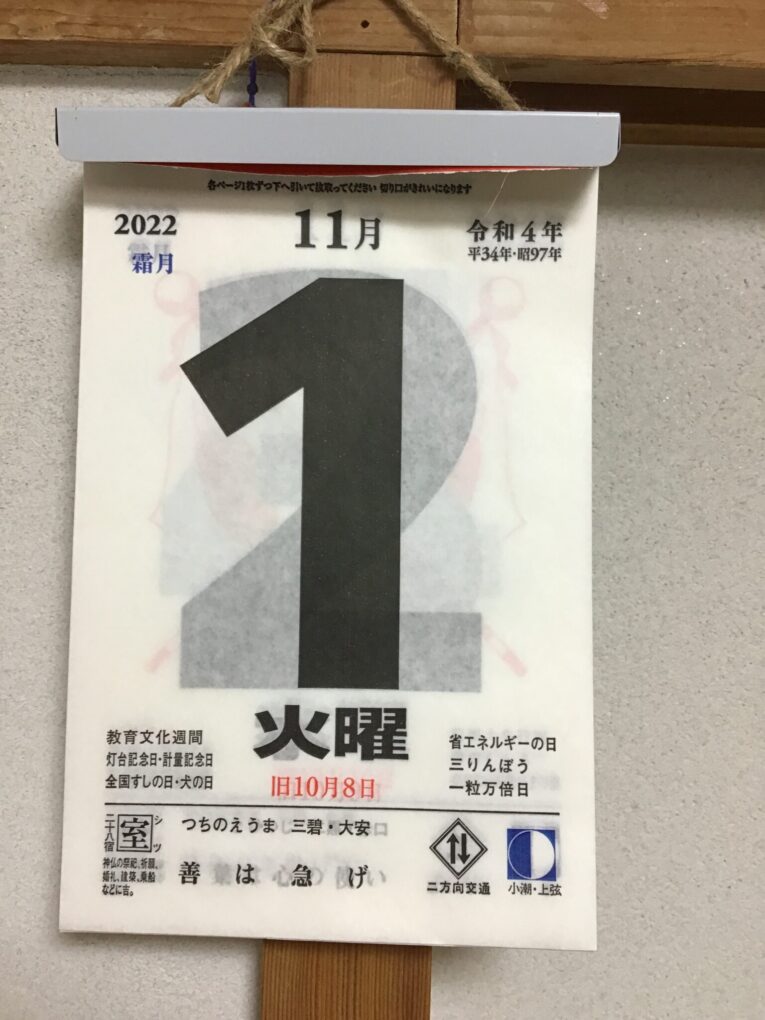 各ページ1枚ずつ下へ引いて抜取ってください 切り口がきれいになります
2022
11月
令和4年
霜月
平34年・昭97年
1
火曜
旧10月8日
教育文化週間
灯台記念日・計量記念日
全国すしの日・犬の日
省エネルギーの日
三りんぼう
一粒万倍日
二十八宿
室
シツ
神仏の祭祀、祈願、
婚礼、建築、乗船
などに吉。
つちのえうま 三碧・大安
善は急げ
二方向交通
小潮・上弦